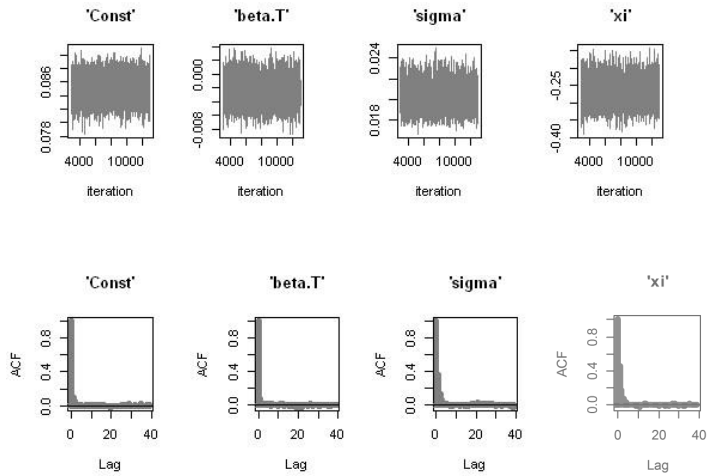 'Const' 'beta.T' 'sigma' 'xi'
0.086
0.078
4000 10000
iteration
0.000
-0.008
4000 10000
iteration
0.024
0.018
4000 10000
iteration
-0.25
-0.40
4000 10000
iteration
'Const' 'beta.T' 'sigma' 'xi'
ACF
0.8
0.4
0.0
0 20 40
Lag
ACF
0.8
0.4
0.0
0 20 40
Lag
ACF
0.8
0.4
0.0
0 20 40
Lag
ACF
0.8
0.4
0.0
0 20 40
Lag